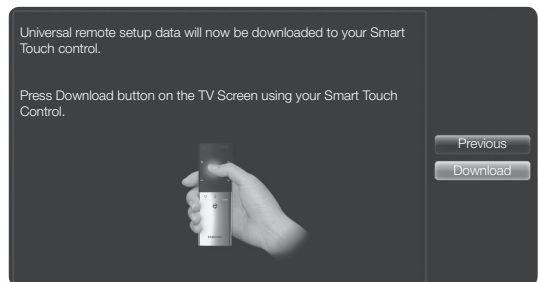 Universal remote setup data will now be downloaded to your Smart
Touch control.
Press Download button on the TV Screen using your Smart Touch
Control.
Previous
Download